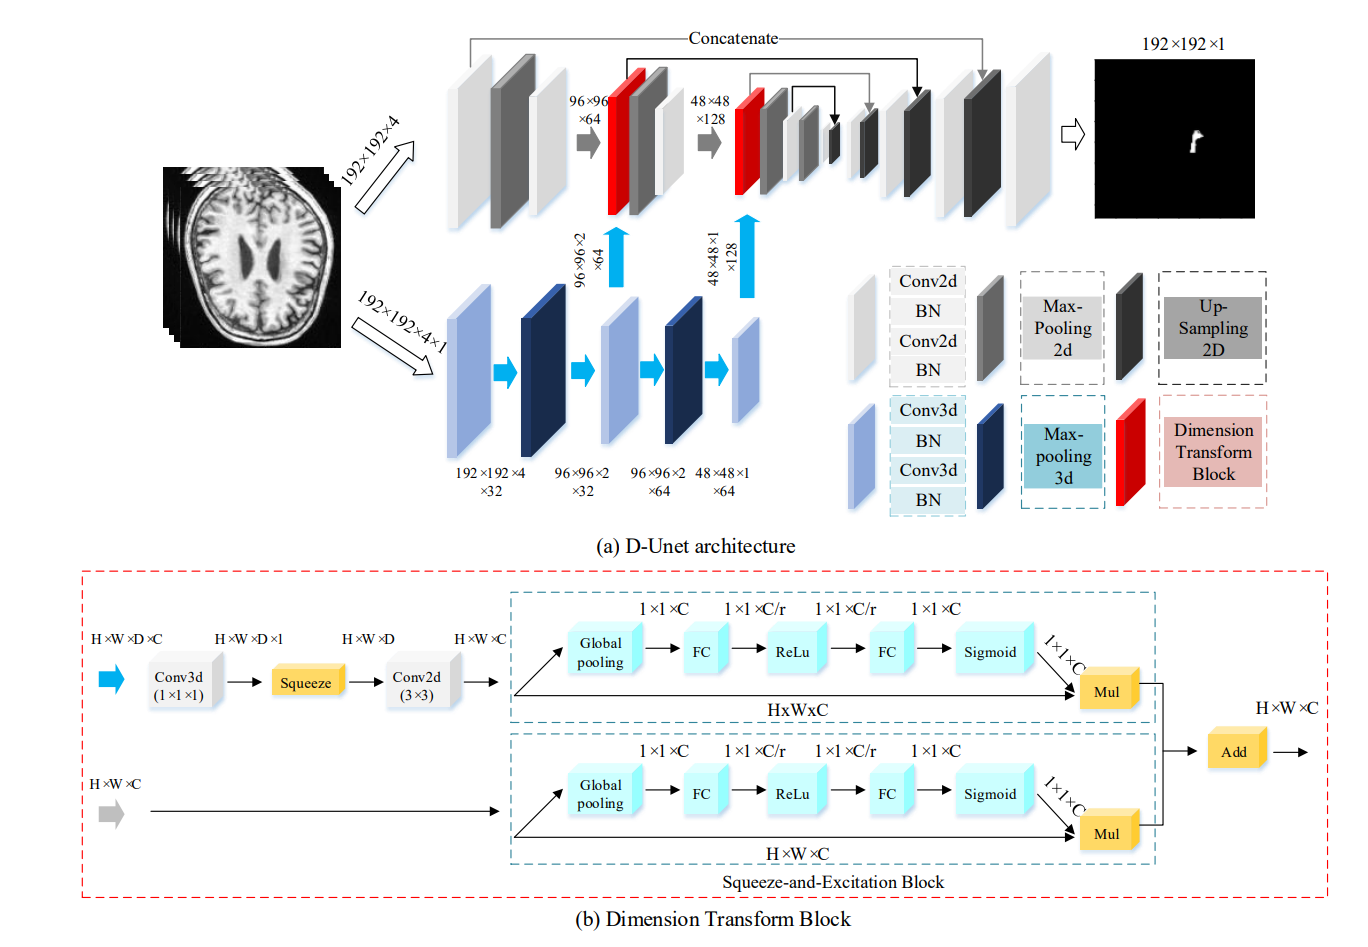 Concatenate
192×192×1
192×192×4
96×96
×64
48×48
×128
96×96×2
×64
48×48×1
×128
192×192×4×1
192×192×4
×32
96×96×2
×32
96×96×2
×64
48×48×1
×64
Conv2d
BN
Conv2d
BN
Max-
Pooling
2d
Up-
Sampling
2D
Conv3d
BN
Conv3d
BN
Max-
pooling
3d
Dimension
Transform
Block
(a) D-Unet architecture
H×W×D×C
H×W×D×1
H×W×D
H×W×C
Conv3d
(1×1×1)
Squeeze
Conv2d
(3×3)
1×1×C
1×1×C/r
1×1×C/r
1×1×C
Global
pooling
FC
ReLu
FC
Sigmoid
1×1×C
Mul
HxWxC
H×W×C
Add
H×W×C
1×1×C
1×1×C/r
1×1×C/r
1×1×C
Global
pooling
FC
ReLu
FC
Sigmoid
1×1×C
Mul
H×W×C
Squeeze-and-Excitation Block
(b) Dimension Transform Block